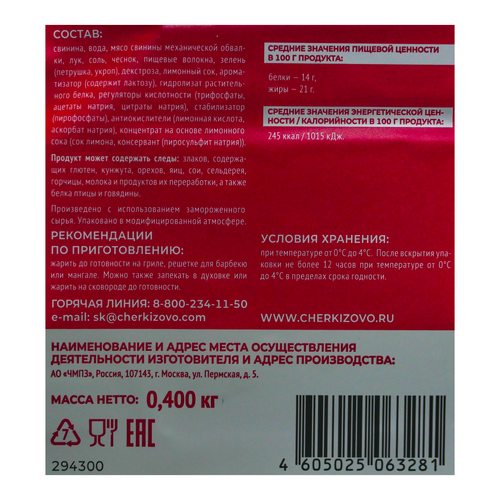 СОСТАВ:
свинина, вода, мясо свинины механической обвал-
ки, лук, соль, чеснок, пищевые волокна, зелень
(петрушка, укроп), декстроза, лимонный сок, арома-
тизатор (содержит лактозу), гидролизат раститель-
ного белка, регуляторы кислотности (трифосфаты,
ацетаты натрия, цитраты натрия), стабилизатор
(пирофосфаты), антиокислители (лимонная кислота,
аскорбат натрия), концентрат на основе лимонного
сока (сок лимона, консервант (пиросульфит натрия)).
Продукт может содержать следы: злаков, содержа-
щих глютен, кунжута, орехов, яиц, сои, сельдерея,
горчицы, молока и продуктов их переработки, а также
белка птицы и говядины.
Произведено с использованием замороженного
сырья. Упаковано в модифицированной атмосфере.
РЕКОМЕНДАЦИИ
ПО ПРИГОТОВЛЕНИЮ:
жарить до готовности на гриле, решетке для барбекю
или мангале. Можно также запекать в духовке или
жарить на сковороде до готовности.
ГОРЯЧАЯ ЛИНИЯ: 8-800-234-11-50
e-mail: sk@cherkizovo.com
СРЕДНИЕ ЗНАЧЕНИЯ ПИЩЕВОЙ ЦЕННОСТИ
В 100 Г ПРОДУКТА:
белки – 14 г,
жиры – 21 г.
СРЕДНИЕ ЗНАЧЕНИЯ ЭНЕРГЕТИЧЕСКОЙ ЦЕН-
НОСТИ / КАЛОРИЙНОСТИ В 100 Г ПРОДУКТА:
245 ккал / 1015 кДж.
УСЛОВИЯ ХРАНЕНИЯ:
при температуре от 0°С до 4°С. После вскрытия упа-
ковки не более 12 часов при температуре от 0°С
до 4°С в пределах срока годности.
WWW.CHERKIZOVO.RU
НАИМЕНОВАНИЕ И АДРЕС МЕСТА ОСУЩЕСТВЛЕНИЯ
ДЕЯТЕЛЬНОСТИ ИЗГОТОВИТЕЛЯ И АДРЕС ПРОИЗВОДСТВА:
АО «ЧМПЗ», Россия, 107143, г. Москва, ул. Пермская, д. 5.
МАССА НЕТТО: 0,400 кг
7
EAC
294300
4 605025 063281